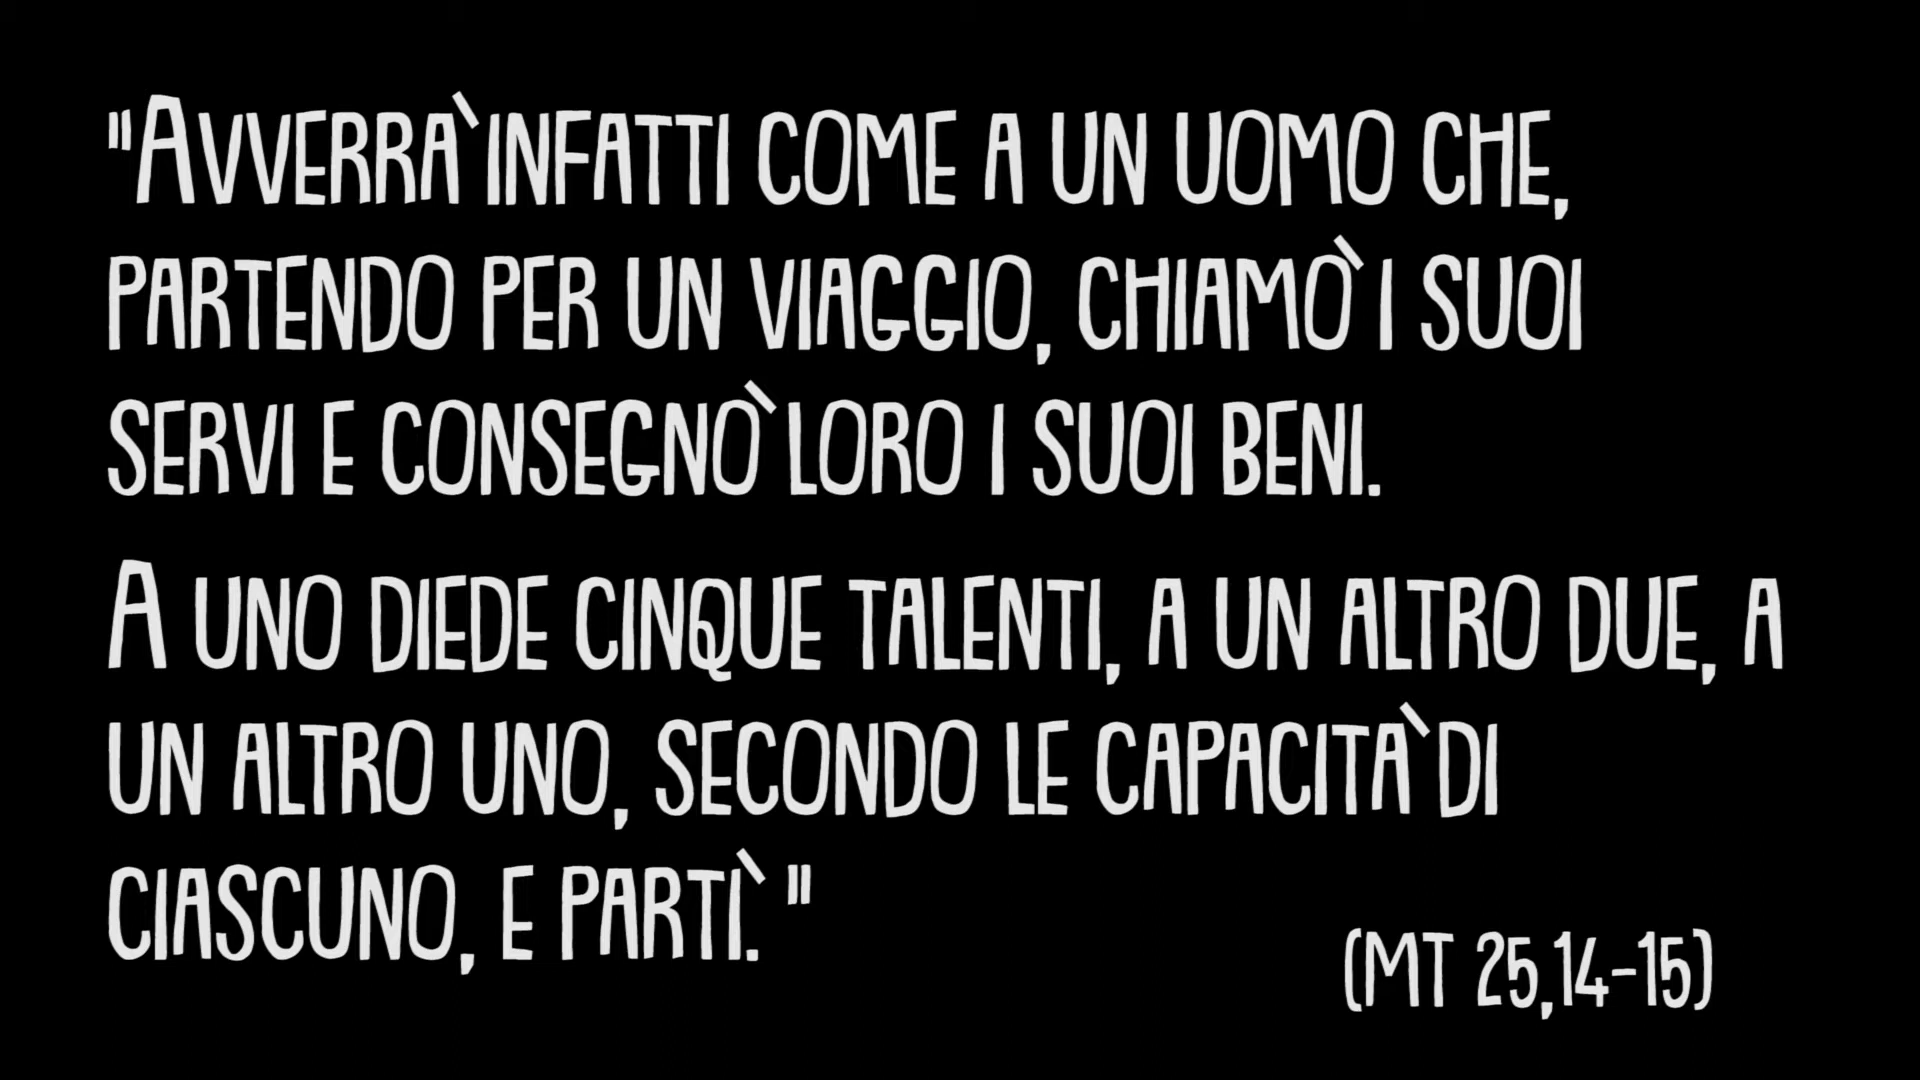 "Avverrà infatti come a un uomo che,
partendo per un viaggio, chiamò i suoi
servi e consegnò loro i suoi beni.
A uno diede cinque talenti, a un altro due, a
un altro uno, secondo le capacità di
ciascuno, e partì."
(Mt 25,14-15)